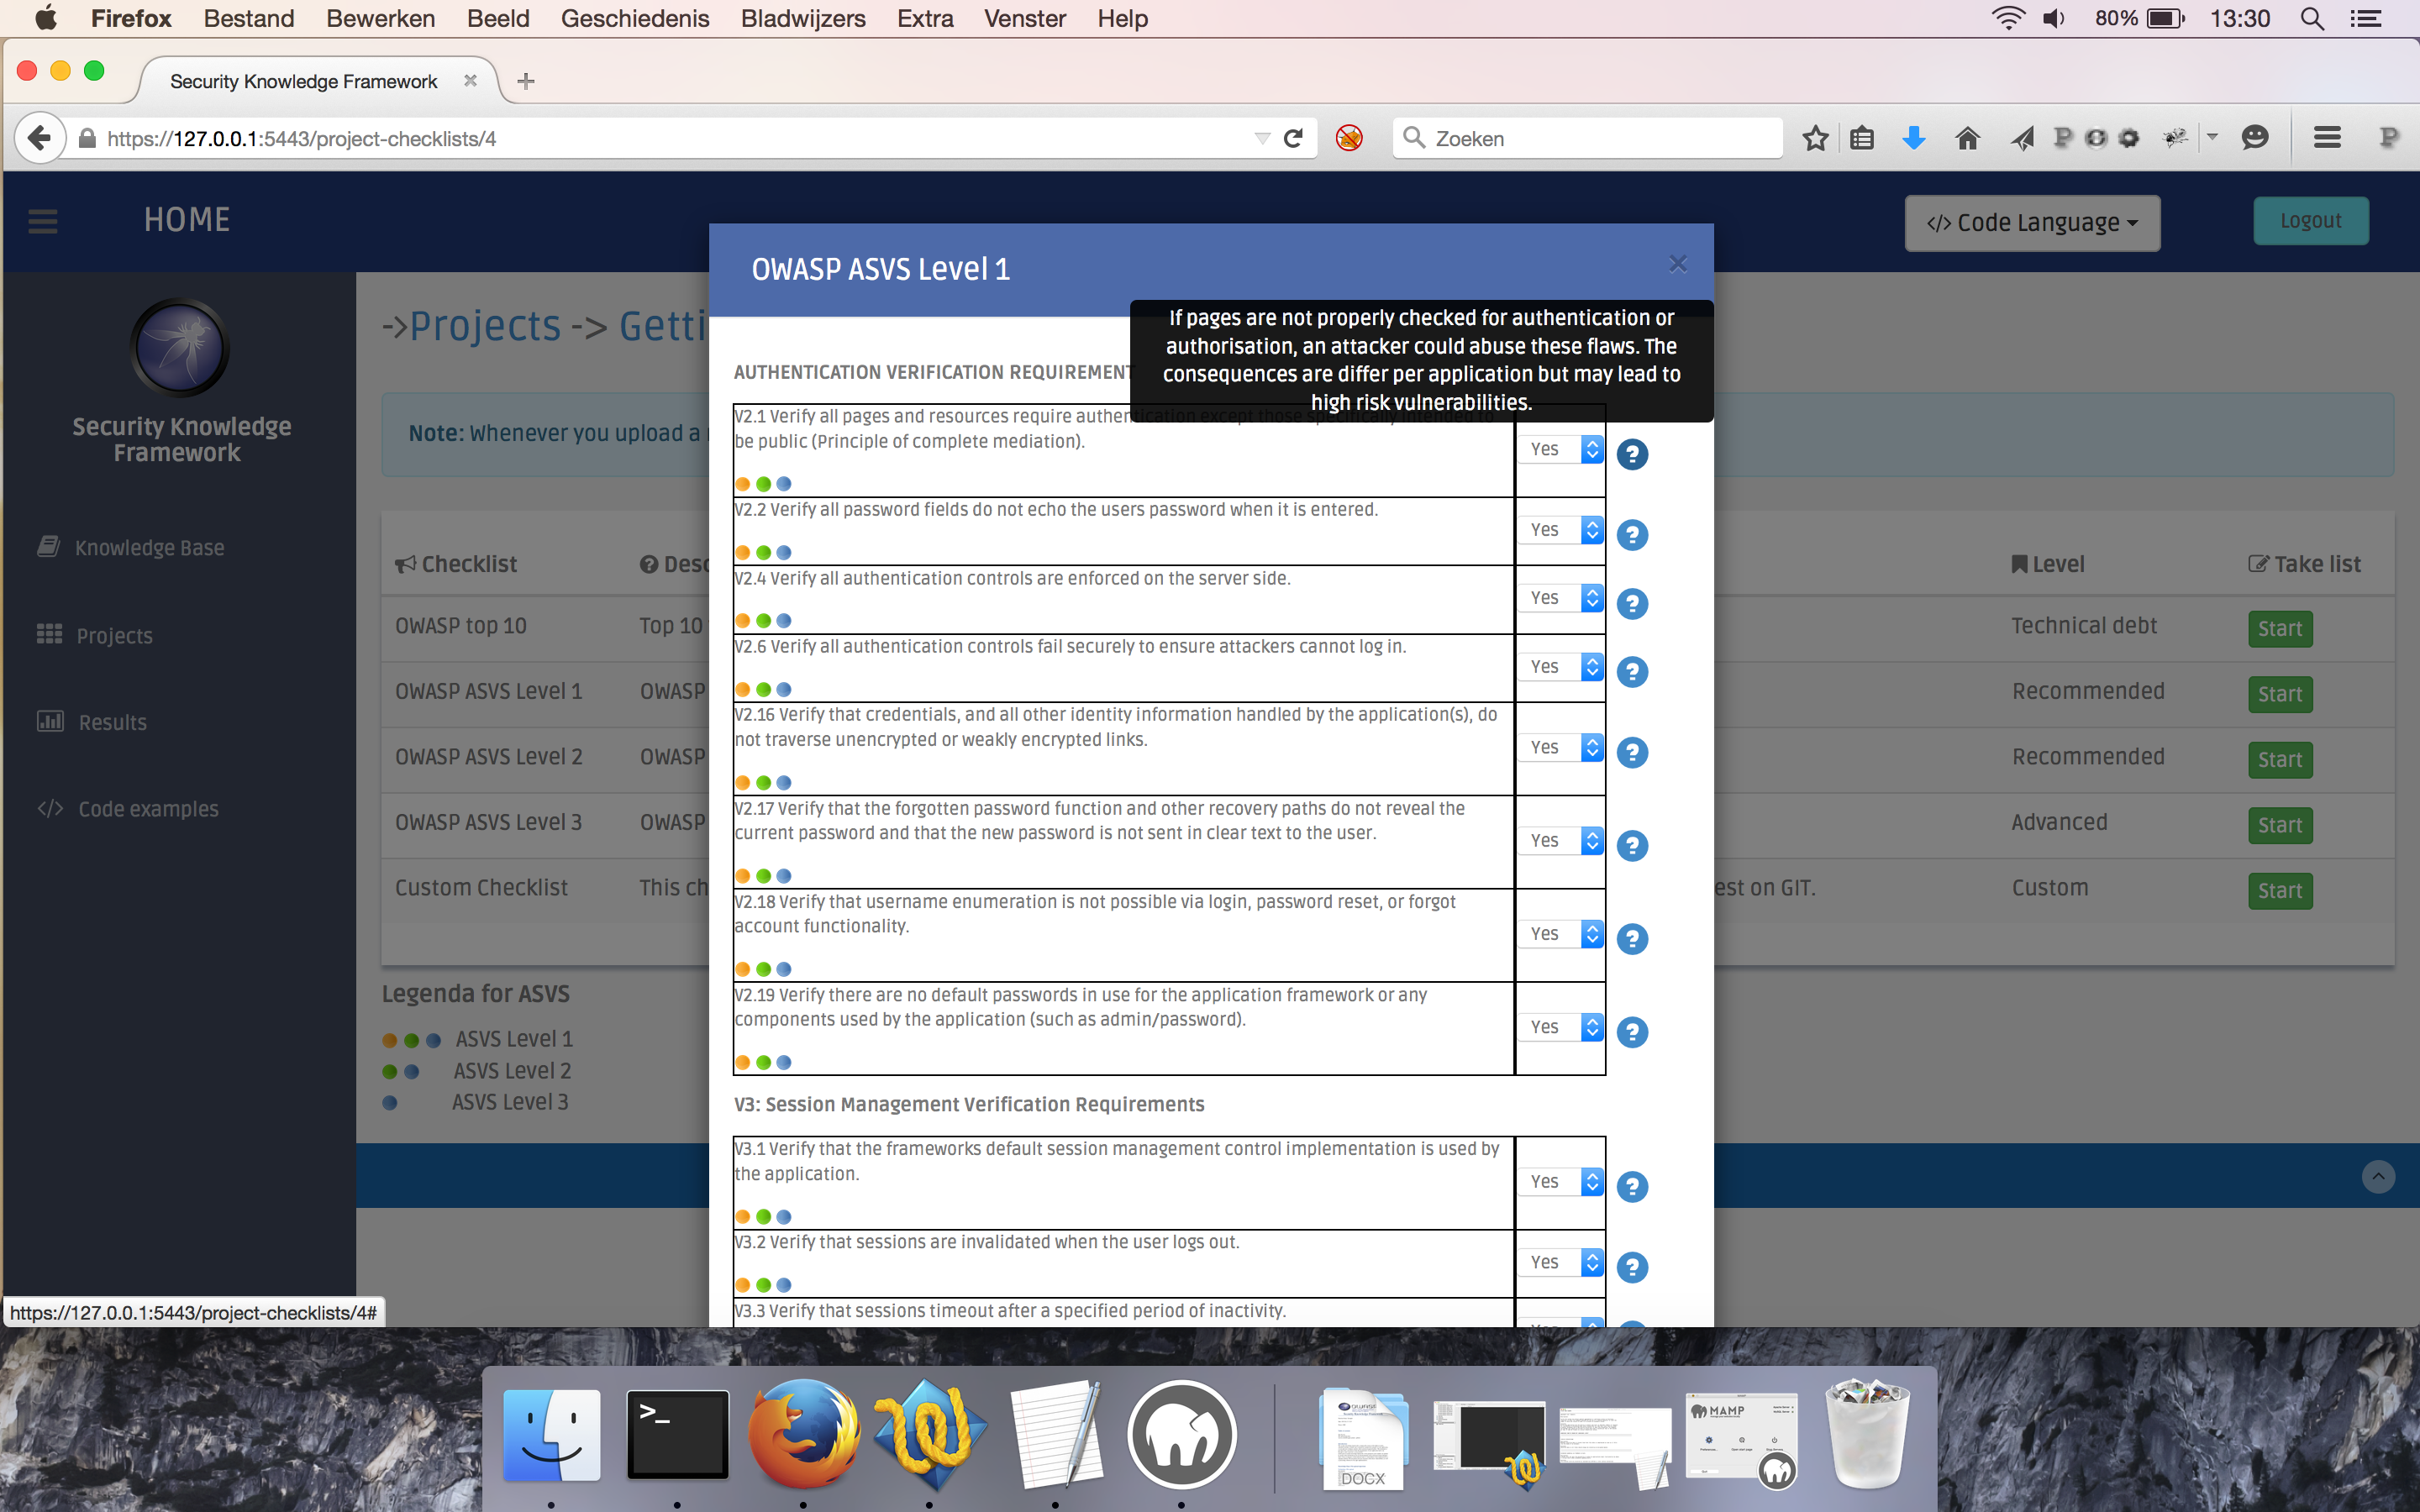 Firefox Bestand Bewerken Beeld Geschiedenis Bladwijzers Extra Venster Help 80% 13:30
Security Knowledge Framework
https://127.0.0.1:5443/project-checklists/4 Zoeken
HOME </> Code Language Logout
Security Knowledge
Framework
Knowledge Base
Projects
Results
</> Code examples
->Projects -> Getti
Note: Whenever you upload a
Checklist Desc Level Take list
OWASP top 10 Top 10 Technical debt Start
OWASP ASVS Level 1 OWASP Recommended Start
OWASP ASVS Level 2 OWASP Recommended Start
OWASP ASVS Level 3 OWASP Advanced Start
Custom Checklist This ch est on GIT. Custom Start
Legenda for ASVS
ASVS Level 1
ASVS Level 2
ASVS Level 3
OWASP ASVS Level 1 ×
If pages are not properly checked for authentication or
authorisation, an attacker could abuse these flaws. The
consequences are differ per application but may lead to
high risk vulnerabilities.
AUTHENTICATION VERIFICATION REQUIREMENT
V2.1 Verify all pages and resources require authentication except those specifically intended to
be public (Principle of complete mediation).
Yes ?
V2.2 Verify all password fields do not echo the users password when it is entered.
Yes ?
V2.4 Verify all authentication controls are enforced on the server side.
Yes ?
V2.6 Verify all authentication controls fail securely to ensure attackers cannot log in.
Yes ?
V2.16 Verify that credentials, and all other identity information handled by the application(s), do
not traverse unencrypted or weakly encrypted links.
Yes ?
V2.17 Verify that the forgotten password function and other recovery paths do not reveal the
current password and that the new password is not sent in clear text to the user.
Yes ?
V2.18 Verify that username enumeration is not possible via login, password reset, or forgot
account functionality.
Yes ?
V2.19 Verify there are no default passwords in use for the application framework or any
components used by the application (such as admin/password).
Yes ?
V3: Session Management Verification Requirements
V3.1 Verify that the frameworks default session management control implementation is used by
the application.
Yes ?
V3.2 Verify that sessions are invalidated when the user logs out.
Yes ?
V3.3 Verify that sessions timeout after a specified period of inactivity.
Yes
https://127.0.0.1:5443/project-checklists/4#
>_
DOCX
MAMP